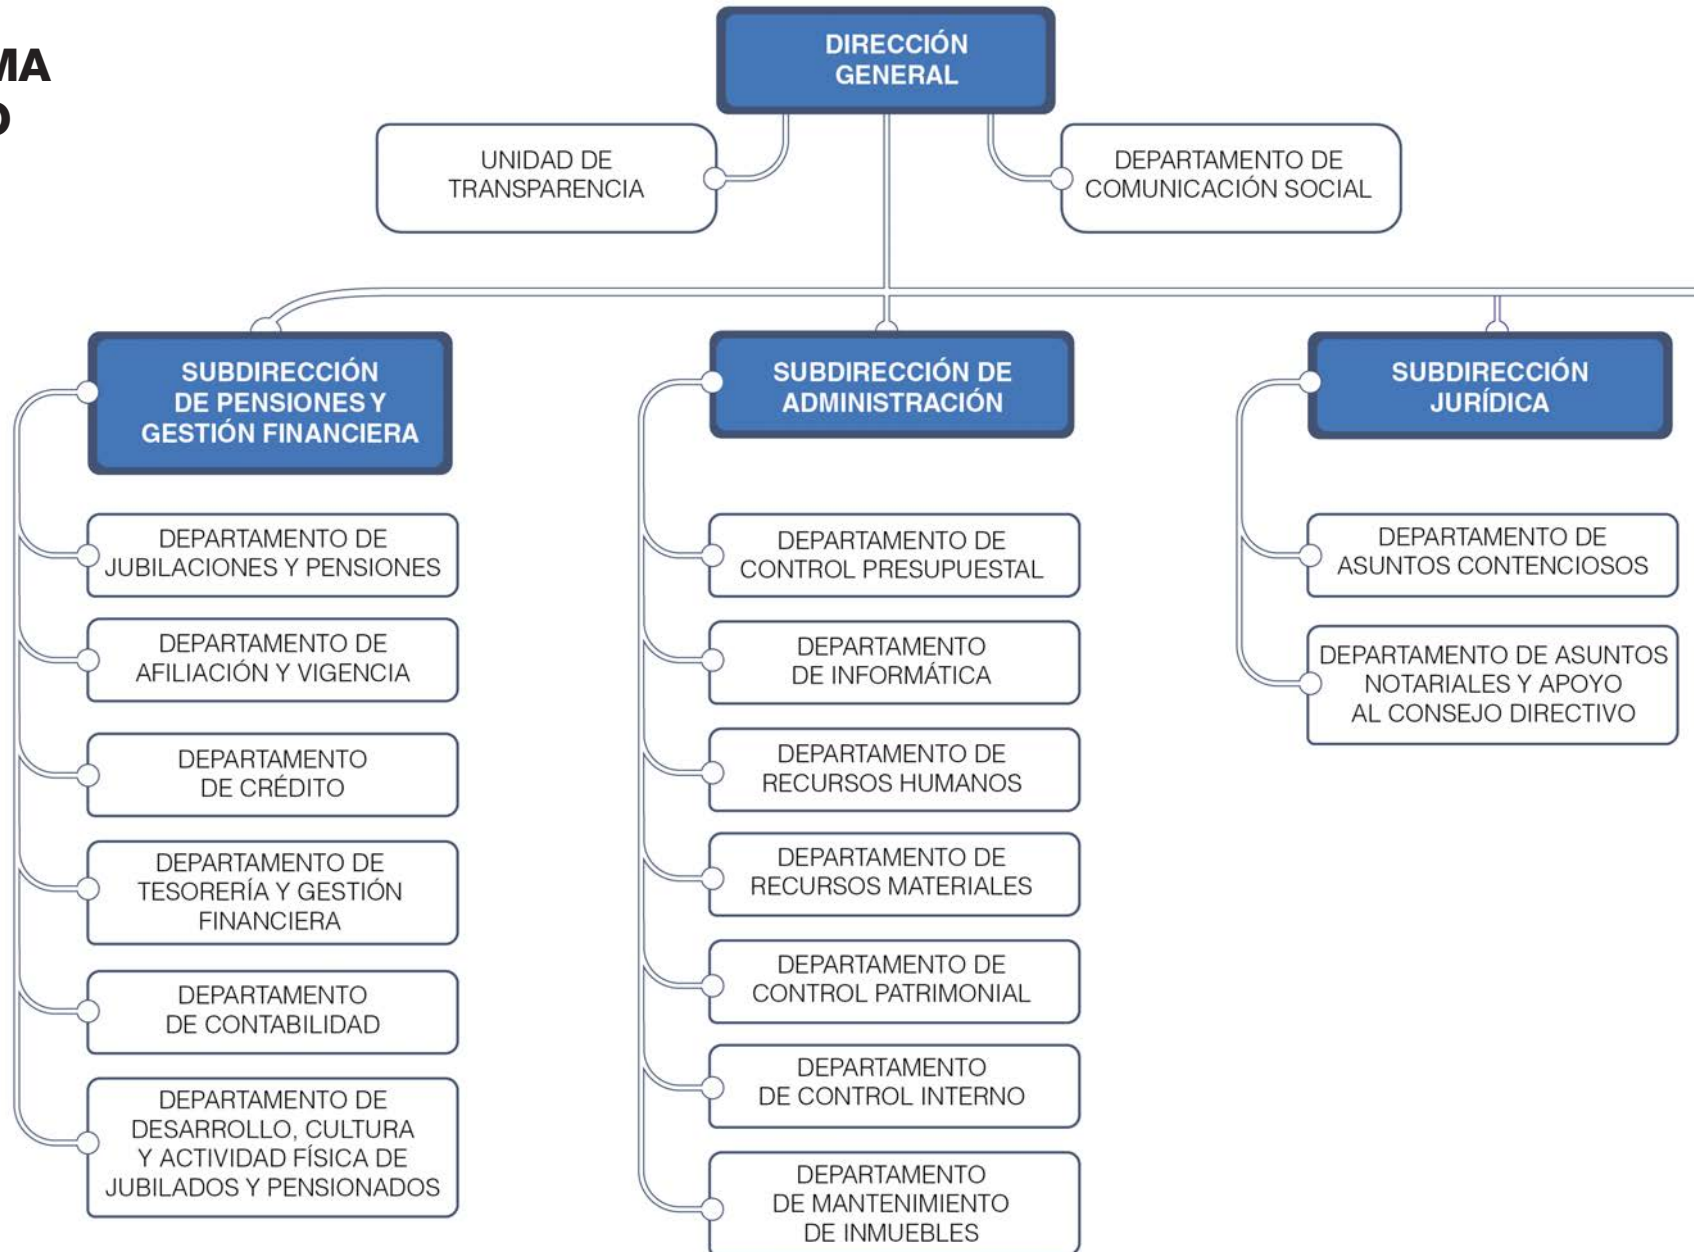 MA
DIRECCIÓN
GENERAL
UNIDAD DE
TRANSPARENCIA
DEPARTAMENTO DE
COMUNICACIÓN SOCIAL
SUBDIRECCIÓN
DE PENSIONES Y
GESTIÓN FINANCIERA
DEPARTAMENTO DE
JUBILACIONES Y PENSIONES
DEPARTAMENTO DE
AFILIACIÓN Y VIGENCIA
DEPARTAMENTO
DE CRÉDITO
DEPARTAMENTO DE
TESORERÍA Y GESTIÓN
FINANCIERA
DEPARTAMENTO
DE CONTABILIDAD
DEPARTAMENTO DE
DESARROLLO, CULTURA
Y ACTIVIDAD FÍSICA DE
JUBILADOS Y PENSIONADOS
SUBDIRECCIÓN DE
ADMINISTRACIÓN
DEPARTAMENTO DE
CONTROL PRESUPUESTAL
DEPARTAMENTO
DE INFORMÁTICA
DEPARTAMENTO DE
RECURSOS HUMANOS
DEPARTAMENTO DE
RECURSOS MATERIALES
DEPARTAMENTO DE
CONTROL PATRIMONIAL
DEPARTAMENTO
DE CONTROL INTERNO
DEPARTAMENTO
DE MANTENIMIENTO
DE INMUEBLES
SUBDIRECCIÓN
JURÍDICA
DEPARTAMENTO DE
ASUNTOS CONTENCIOSOS
DEPARTAMENTO DE ASUNTOS
NOTARIALES Y APOYO
AL CONSEJO DIRECTIVO